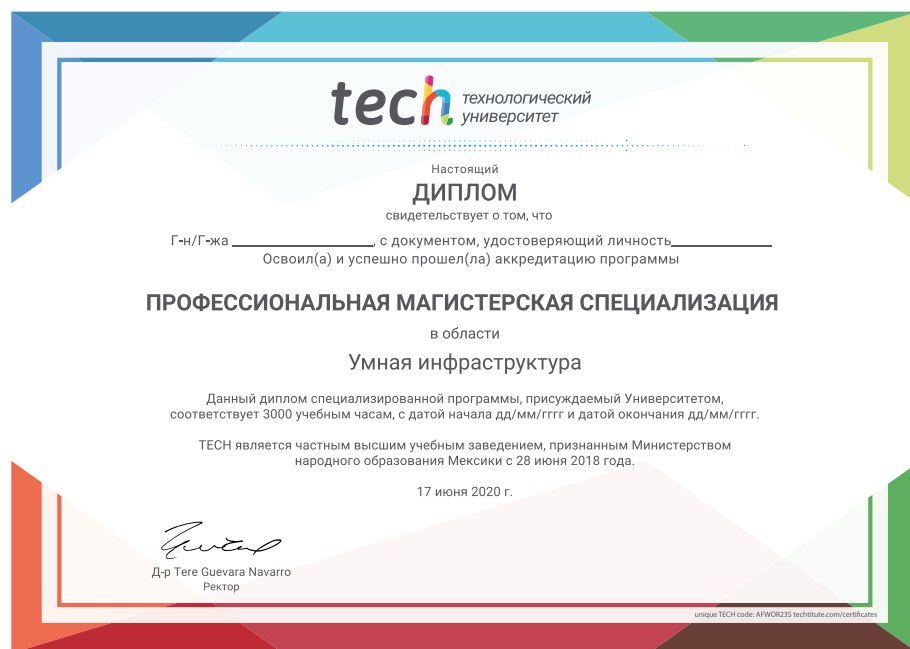 tech технологический
университет
Настоящий
ДИПЛОМ
свидетельствует о том, что
Г-н/Г-жа ____________________, с документом, удостоверяющий личность______________
Освоил(а) и успешно прошел(ла) аккредитацию программы
ПРОФЕССИОНАЛЬНАЯ МАГИСТЕРСКАЯ СПЕЦИАЛИЗАЦИЯ
в области
Умная инфраструктура
Данный диплом специализированной программы, присуждаемый Университетом,
соответствует 3000 учебным часам, с датой начала дд/мм/гггг и датой окончания дд/мм/гггг.
TECH является частным высшим учебным заведением, признанным Министерством
народного образования Мексики с 28 июня 2018 года.
17 июня 2020 г.
Д-р Tere Guevara Navarro
Ректор
unique TECH code: AFWOR23S techtitute.com/certificates